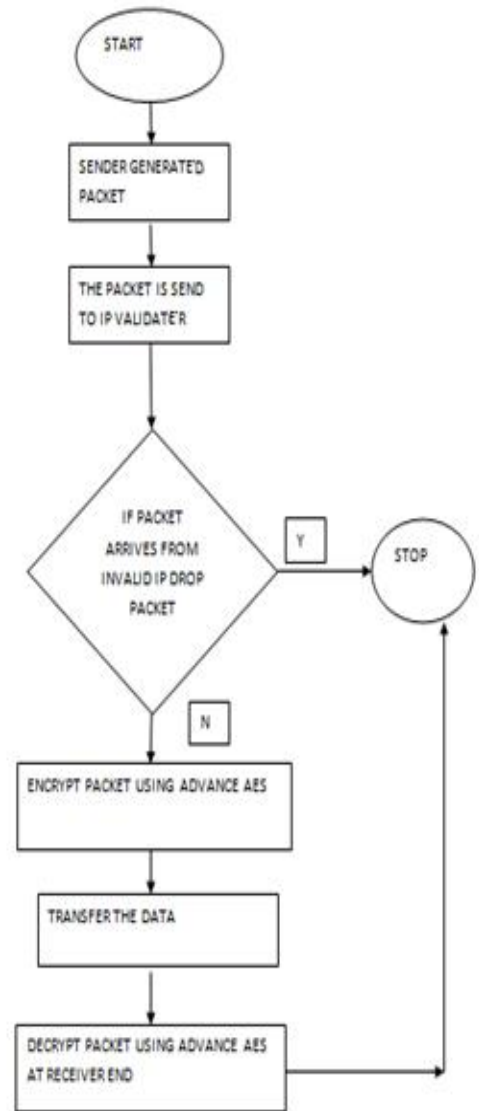 START
SENDER GENERATE'D
PACKET
THE PACKET IS SEND
TO IP VALIDATE'R
IF PACKET
ARRIVES FROM
INVALID IP DROP
PACKET
Y
STOP
N
ENCRYPT PACKET USING ADVANCE AES
TRANSFER THE DATA
DECRYPT PACKET USING ADVANCE AES
AT RECEIVER END